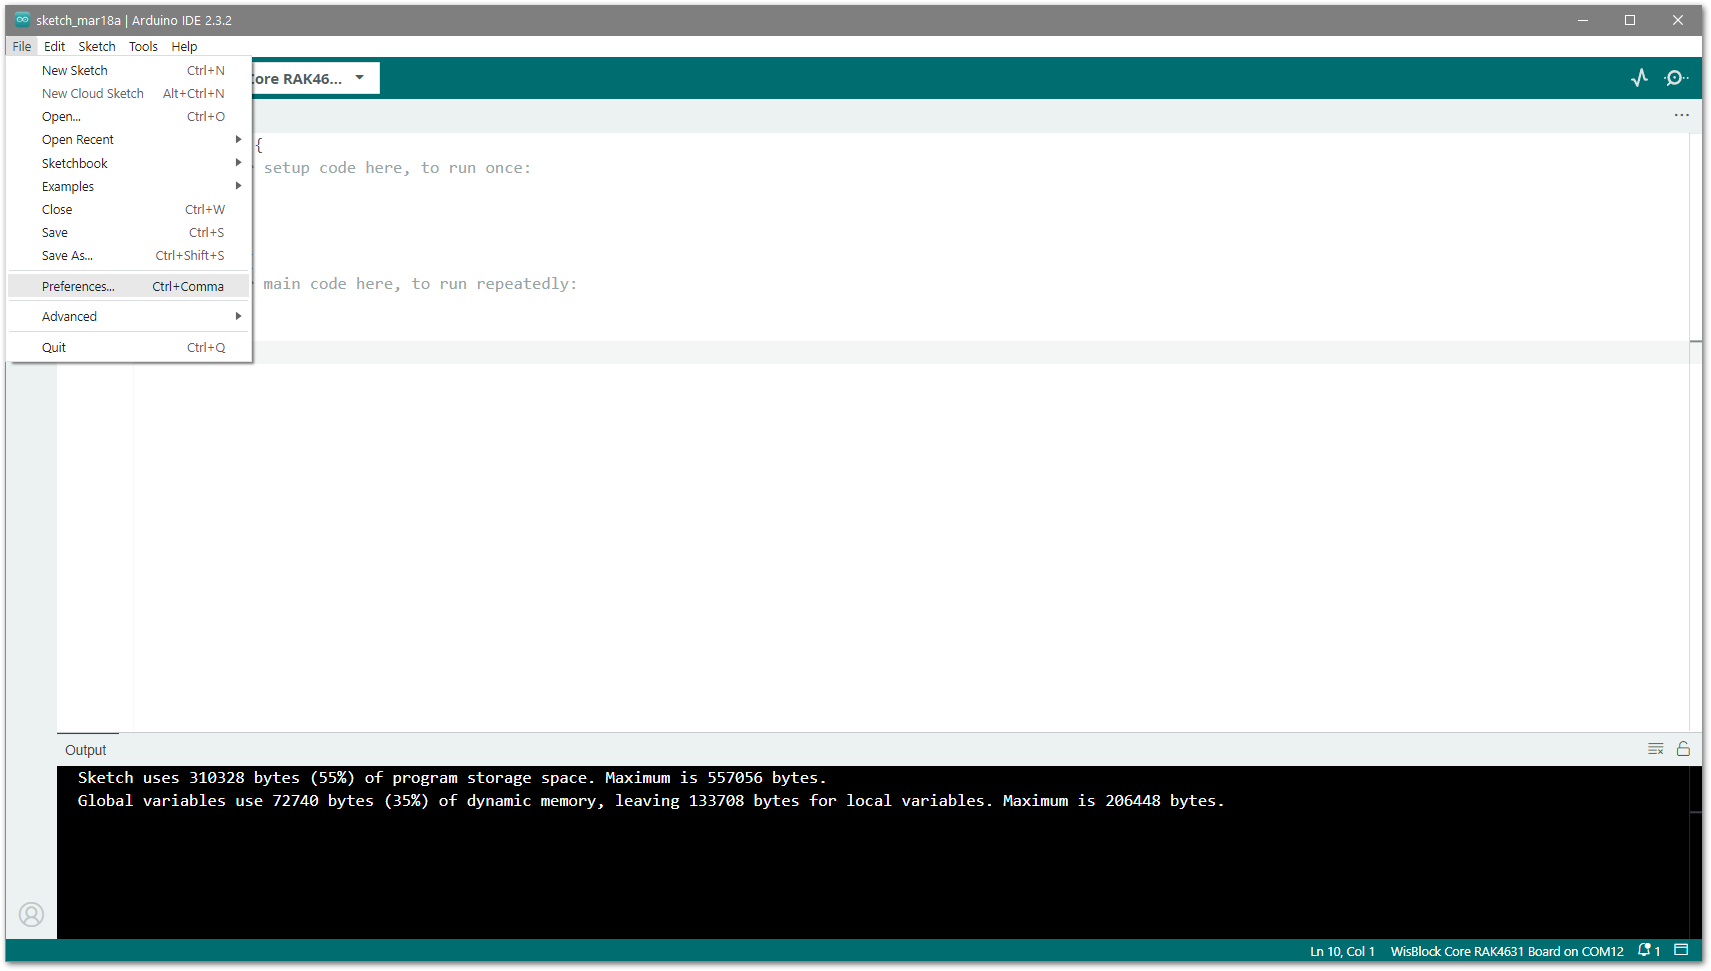 sketch_mar18a | Arduino IDE 2.3.2
File Edit Sketch Tools Help
New Sketch Ctrl+N
New Cloud Sketch Alt+Ctrl+N
Open... Ctrl+O
Open Recent
Sketchbook
Examples
Close Ctrl+W
Save Ctrl+S
Save As... Ctrl+Shift+S
Preferences... Ctrl+Comma
Advanced
Quit Ctrl+Q
Core RAK46...
{
setup code here, to run once:
main code here, to run repeatedly:
Output
Sketch uses 310328 bytes (55%) of program storage space. Maximum is 557056 bytes.
Global variables use 72740 bytes (35%) of dynamic memory, leaving 133708 bytes for local variables. Maximum is 206448 bytes.
Ln 10, Col 1 WisBlock Core RAK4631 Board on COM12 1